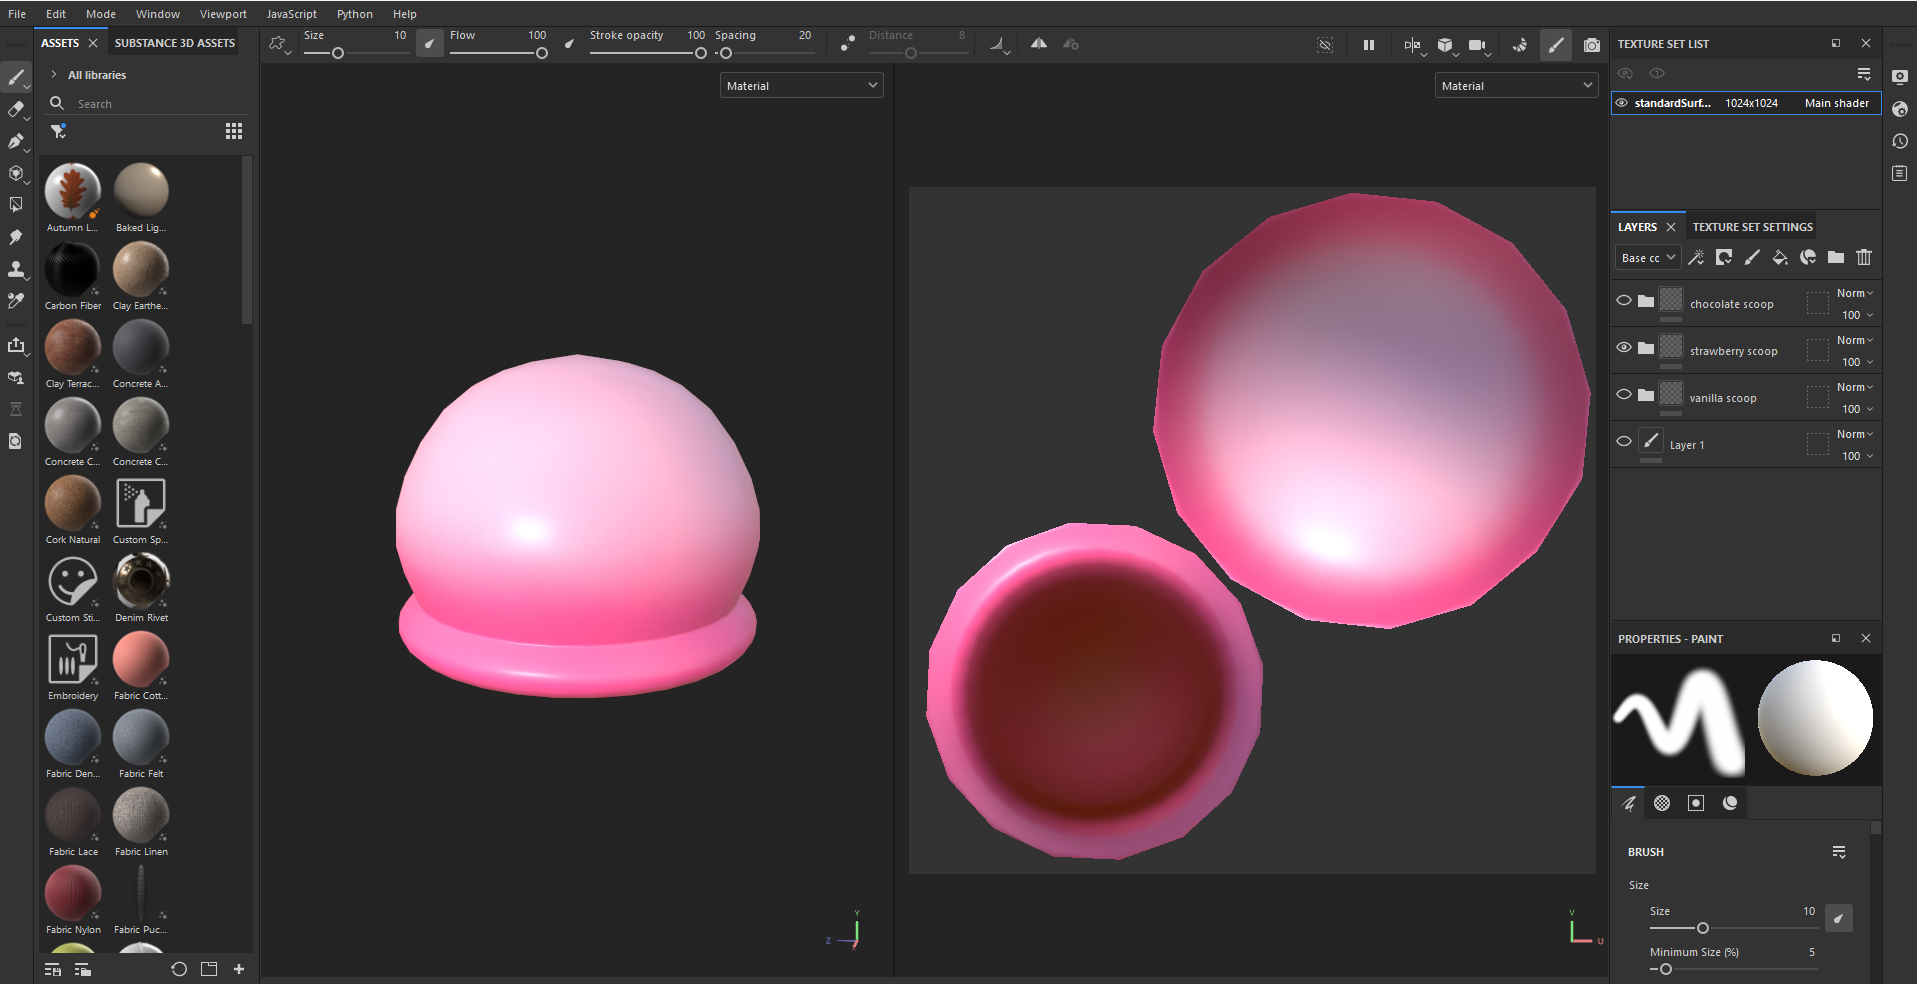 File Edit Mode Window Viewport JavaScript Python Help
ASSETS SUBSTANCE 3D ASSETS
Size 10 Flow 100 Stroke opacity 100 Spacing 20 Distance 8
All libraries
Search
Autumn L... Baked Lig...
Carbon Fiber Clay Earthe...
Clay Terrac... Concrete A...
Concrete C... Concrete C...
Cork Natural Custom Sp...
Custom Sti... Denim Rivet
Embroidery Fabric Cott...
Fabric Den... Fabric Felt
Fabric Lace Fabric Linen
Fabric Nylon Fabric Puc...
Material
Y
Z
X
Material
V
U
TEXTURE SET LIST
standardSurf... 1024x1024 Main shader
LAYERS TEXTURE SET SETTINGS
Base cc
chocolate scoop Norm
100
strawberry scoop Norm
100
vanilla scoop Norm
100
Layer 1 Norm
100
PROPERTIES - PAINT
BRUSH
Size
Size 10
Minimum Size (%) 5